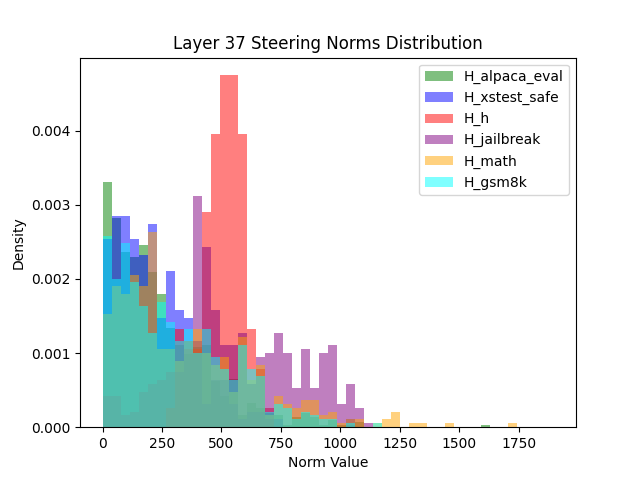 Layer 37 Steering Norms Distribution
H_alpaca_eval
H_xstest_safe
H_h
H_jailbreak
H_math
H_gsm8k
Density
0.004
0.003
0.002
0.001
0.000
0 250 500 750 1000 1250 1500 1750
Norm Value